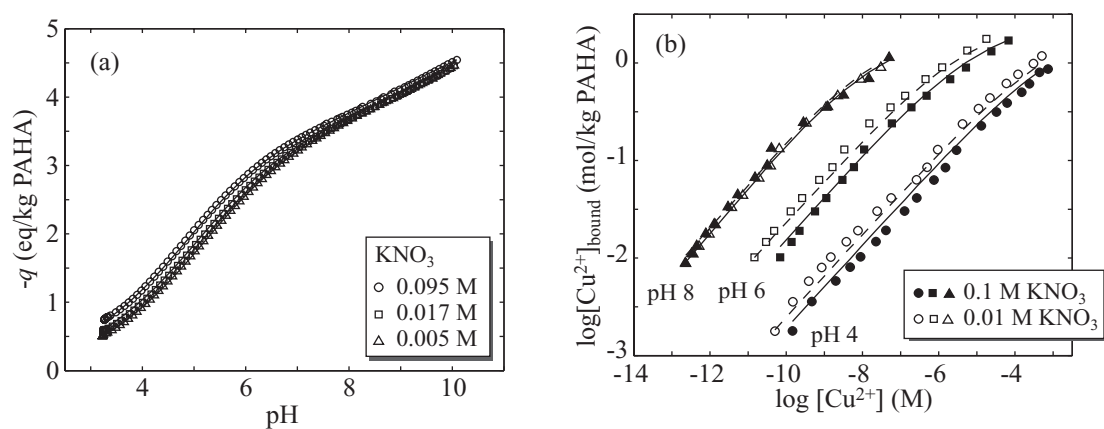 (a)
5
4
3
2
1
0
4
6
8
10
pH
-q (eq/kg PAHA)
KNO₃
0.095 M
0.017 M
0.005 M
(b)
0
-1
-2
-3
-14
-12
-10
-8
-6
-4
log [Cu²⁺] (M)
log[Cu²⁺]bound (mol/kg PAHA)
pH 8
pH 6
pH 4
0.1 M KNO₃
0.01 M KNO₃